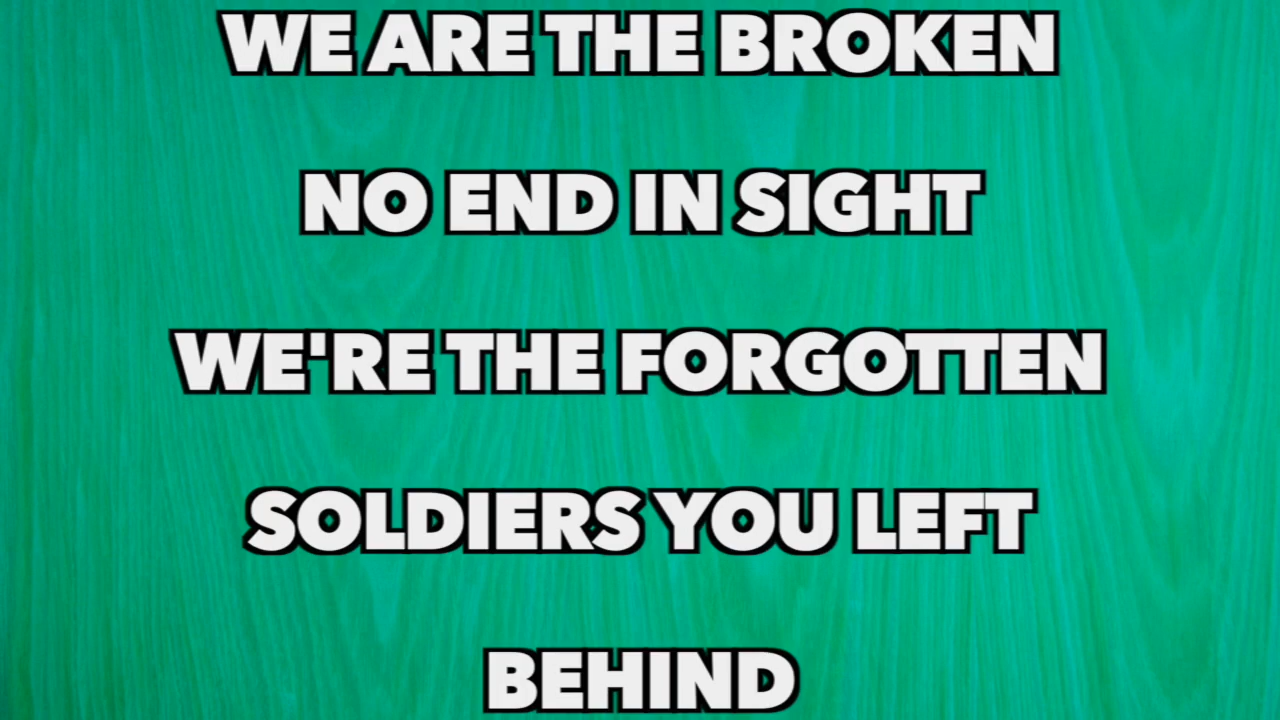 WE ARE THE BROKEN
NO END IN SIGHT
WE'RE THE FORGOTTEN
SOLDIERS YOU LEFT
BEHIND